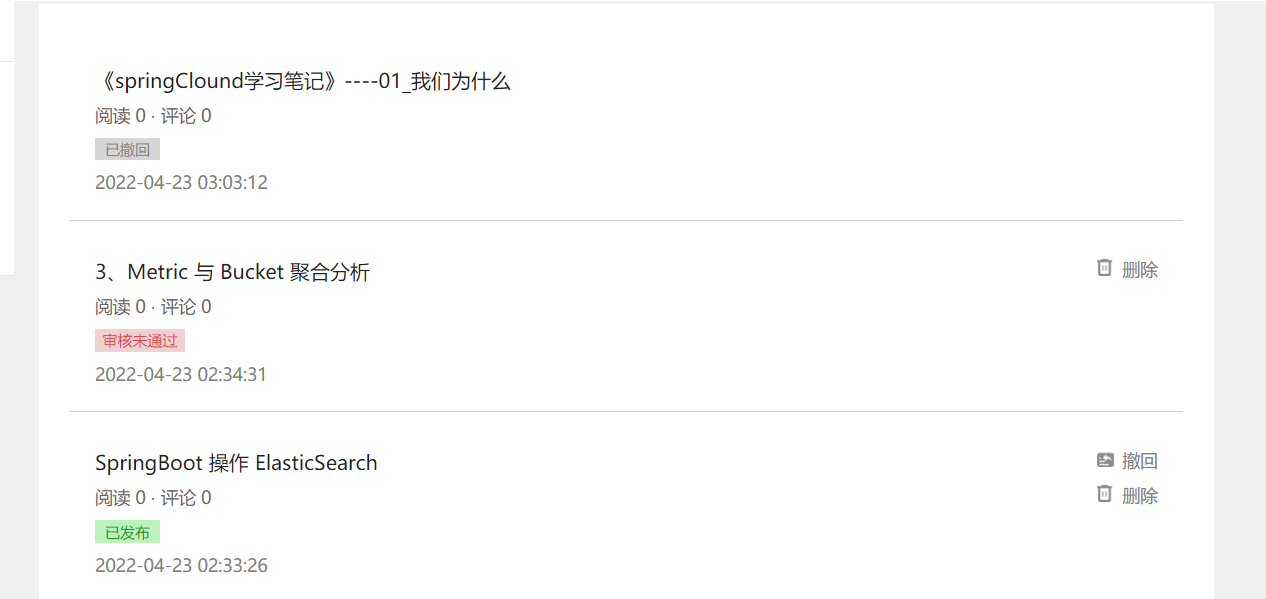 《springClound学习笔记》----01_我们为什么
阅读 0 · 评论 0
已撤回
2022-04-23 03:03:12
3、Metric 与 Bucket 聚合分析
删除
阅读 0 · 评论 0
审核未通过
2022-04-23 02:34:31
SpringBoot 操作 ElasticSearch
撤回
阅读 0 · 评论 0
删除
已发布
2022-04-23 02:33:26